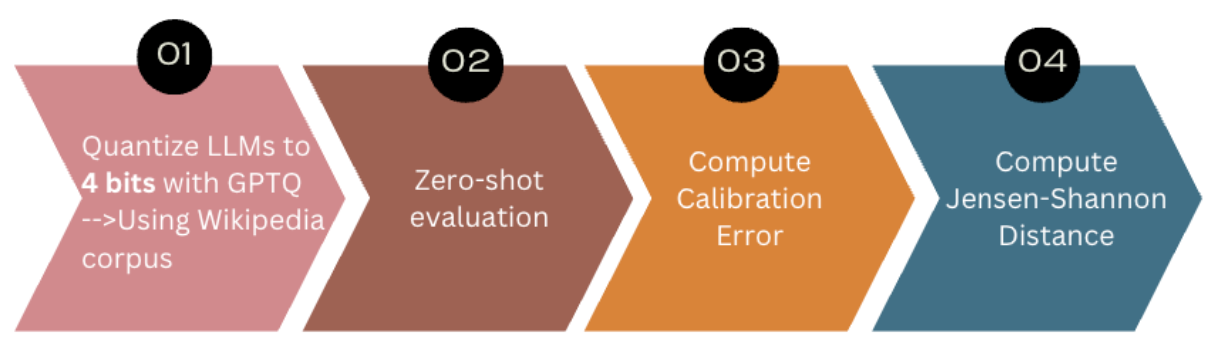 01
Quantize LLMs to
4 bits with GPTQ
-->Using Wikipedia
corpus
02
Zero-shot
evaluation
03
Compute
Calibration
Error
04
Compute
Jensen-Shannon
Distance